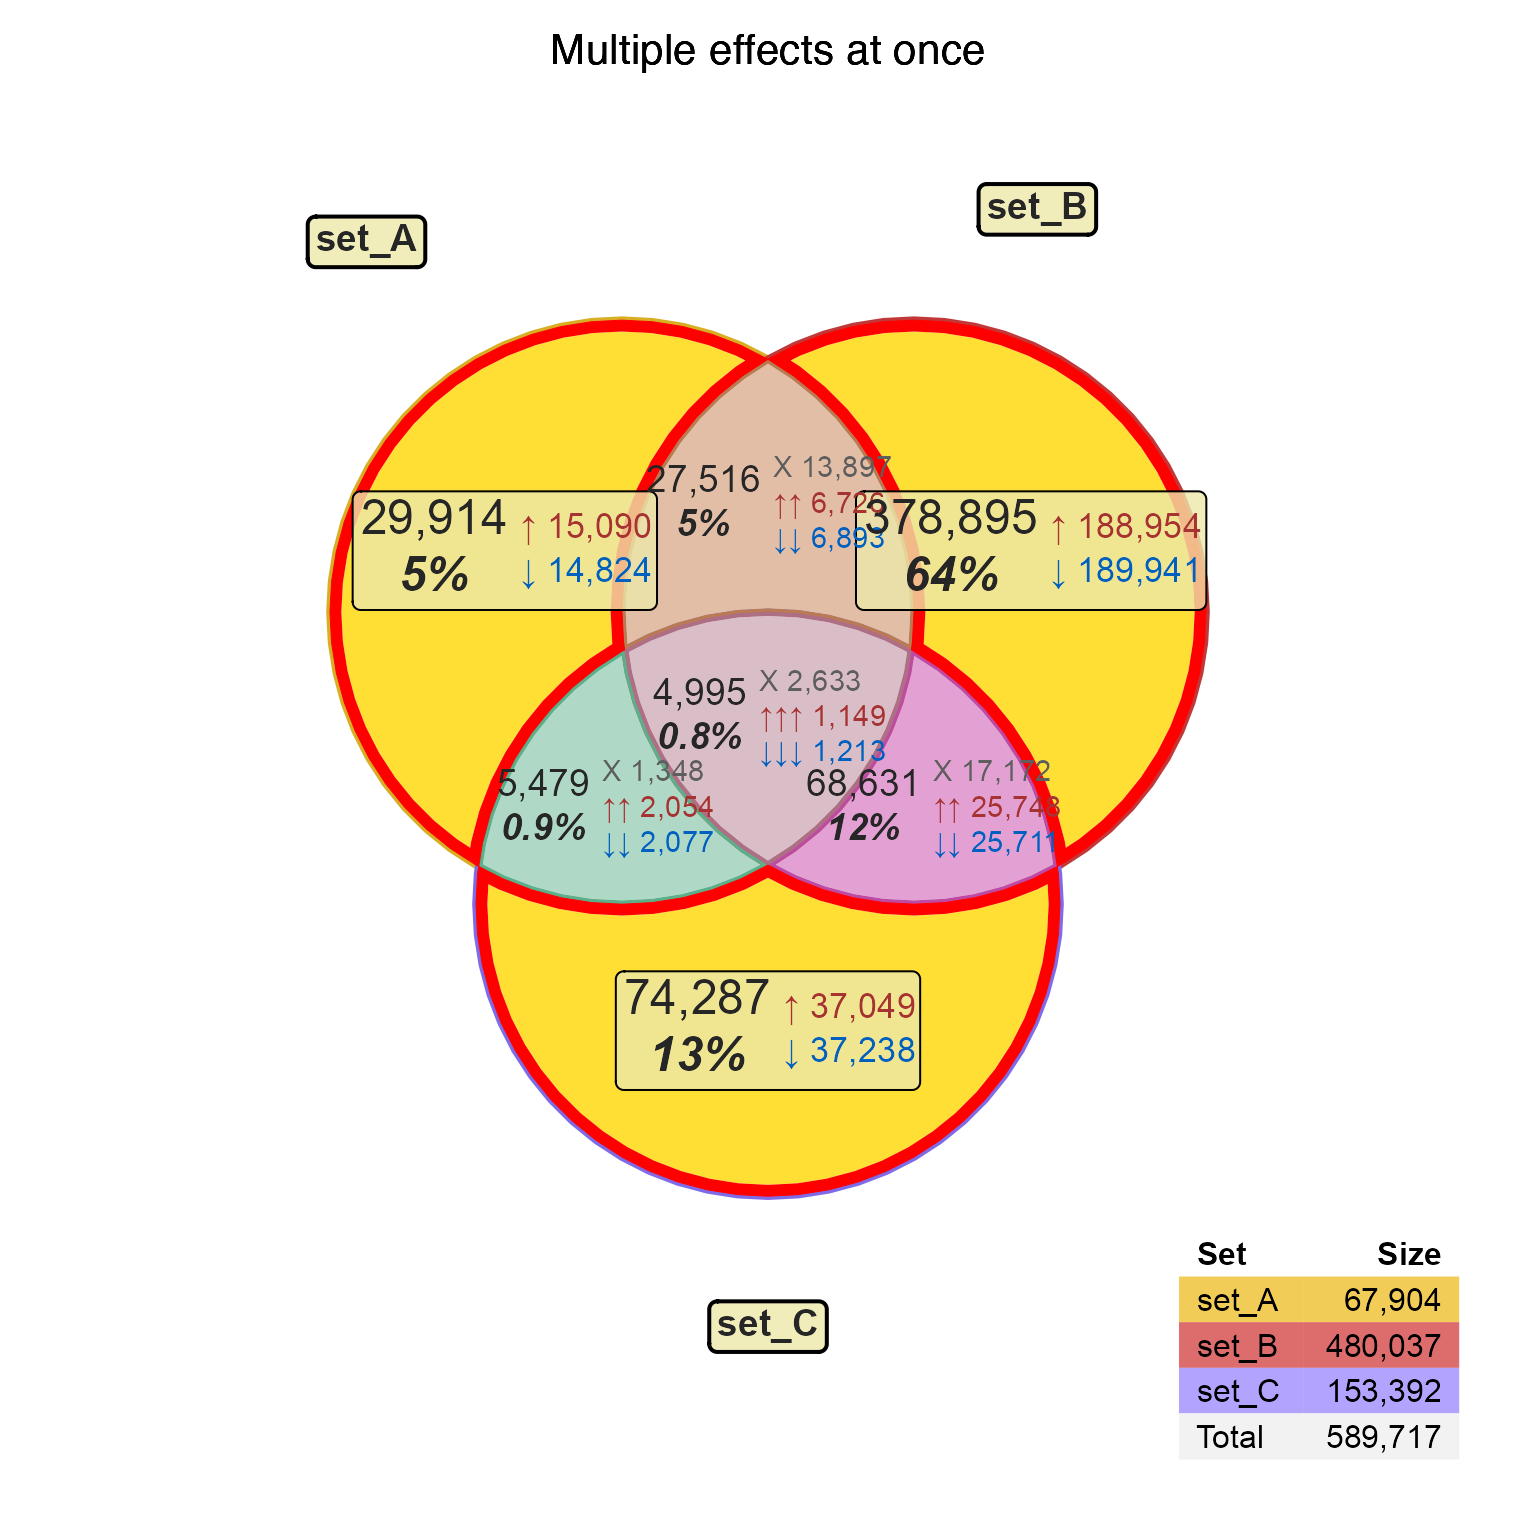 Multiple effects at once
set_A
set_B
27,516
5%
X 13,897
↑↑ 6,726
↓↓ 6,893
29,914
5%
↑ 15,090
↓ 14,824
378,895
64%
↑ 188,954
↓ 189,941
4,995
0.8%
X 2,633
↑↑↑ 1,149
↓↓↓ 1,213
5,479
0.9%
X 1,348
↑↑ 2,054
↓↓ 2,077
68,631
12%
X 17,172
↑↑ 25,748
↓↓ 25,711
74,287
13%
↑ 37,049
↓ 37,238
set_C
Set Size
set_A 67,904
set_B 480,037
set_C 153,392
Total 589,717